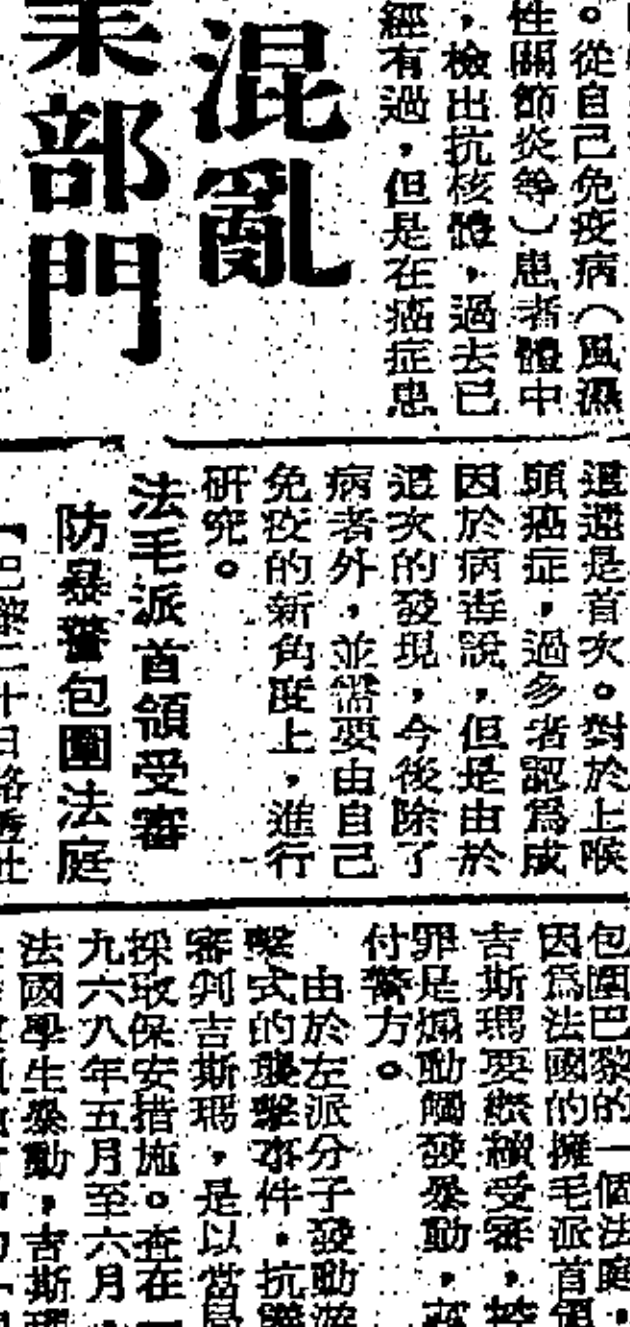 。從自己免疫病(風濕
性關節炎等)患者體中
，檢出抗核體，過去已
經有過，但是在癌症患
混亂
業部門
這還是首次。對於上喉
頭癌症，過多者認爲成
因於病毒說，但是由於
這次的發現，今後除了
病者外，並需要由自己
免疫的新角度上，進行
研究。
法毛派首領受審
防暴警包圍法庭
【巴黎二十日路透社
包圍巴黎的一個法庭，
因爲法國的擁毛派首領
吉斯瑪要繼續受審，控
罪是煽動觸發暴動，
付警方。
由於左派分子發動游
擊式的襲擊事件，抗
審判吉斯瑪，是以當局
採取保安措施。查在一
九六八年五月至六月，
法國學生暴動，吉斯瑪